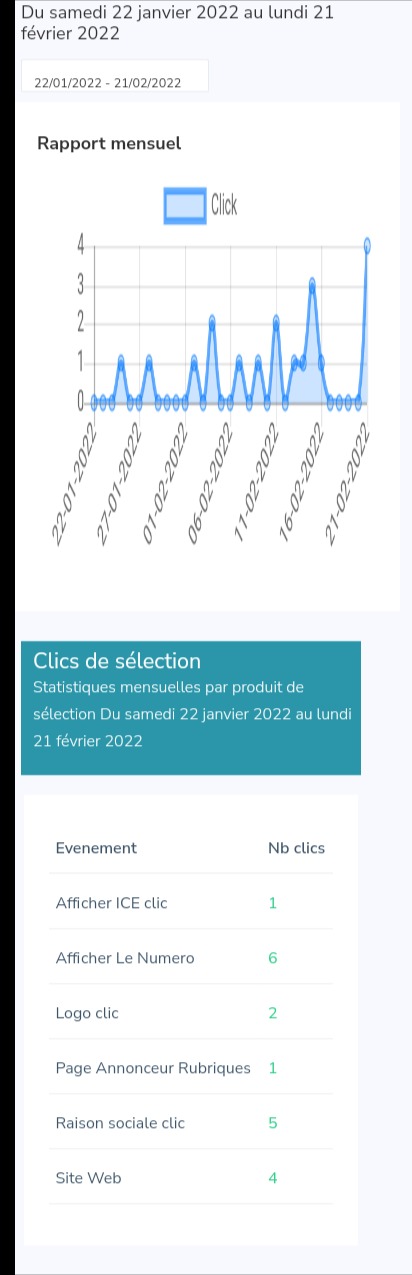 Du samedi 22 janvier 2022 au lundi 21
février 2022
22/01/2022 - 21/02/2022
Rapport mensuel
Click
4
3
2
1
0
22-01-2022
27-01-2022
01-02-2022
06-02-2022
11-02-2022
16-02-2022
21-02-2022
Clics de sélection
Statistiques mensuelles par produit de
sélection Du samedi 22 janvier 2022 au lundi
21 février 2022
Evenement Nb clics
Afficher ICE clic 1
Afficher Le Numero 6
Logo clic 2
Page Annonceur Rubriques 1
Raison sociale clic 5
Site Web 4